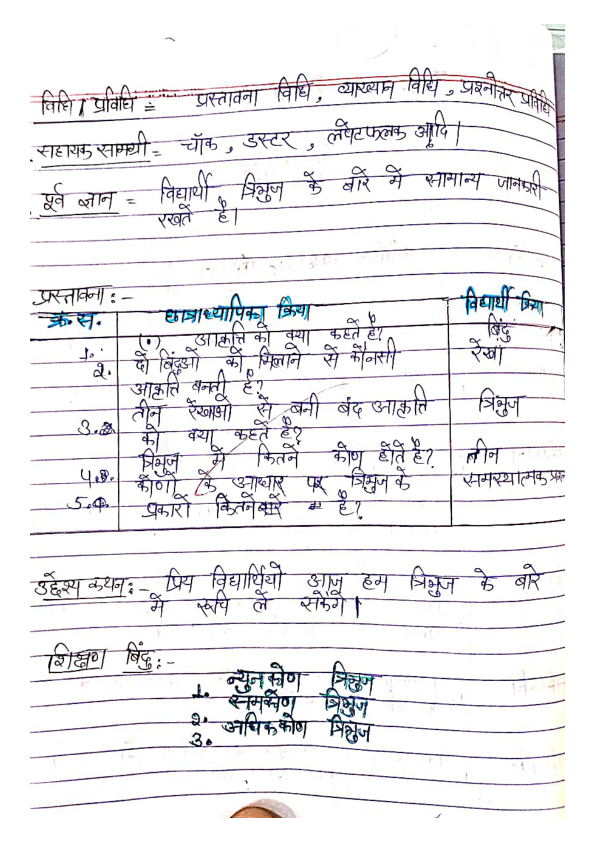 विधि / प्रविधि = प्रस्तावना विधि, व्याख्यान विधि, प्रश्नोत्तर प्रविधि
सहायक सामग्री = चॉक, डस्टर, लपेटफलक आदि।
पूर्व ज्ञान = विद्यार्थी त्रिभुज के बारे में सामान्य जानकारी
रखते है।
प्रस्तावना :-
क्र.स. छात्राध्यापिका क्रिया विद्यार्थी क्रिया
1. (•) आकृति को क्या कहते है? बिंदु
2. दो बिंदुओ को मिलाने से कौनसी रेखा
आकृति बनती है?
तीन रेखाओ से बनी बंद आकृति त्रिभुज
3. को क्या कहते है?
त्रिभुज में कितने कोण होते है? तीन
4. कोणों के आधार पर त्रिभुज के समस्यात्मक प्रश्न
5. प्रकारों कितने है?
उद्देश्य कथन :- प्रिय विद्यार्थियो आज हम त्रिभुज के बारे
में रूचि ले सकेंगे।
शिक्षण बिंदु :-
1. न्युनकोण त्रिभुज
2. समकोण त्रिभुज
3. अधिककोण त्रिभुज